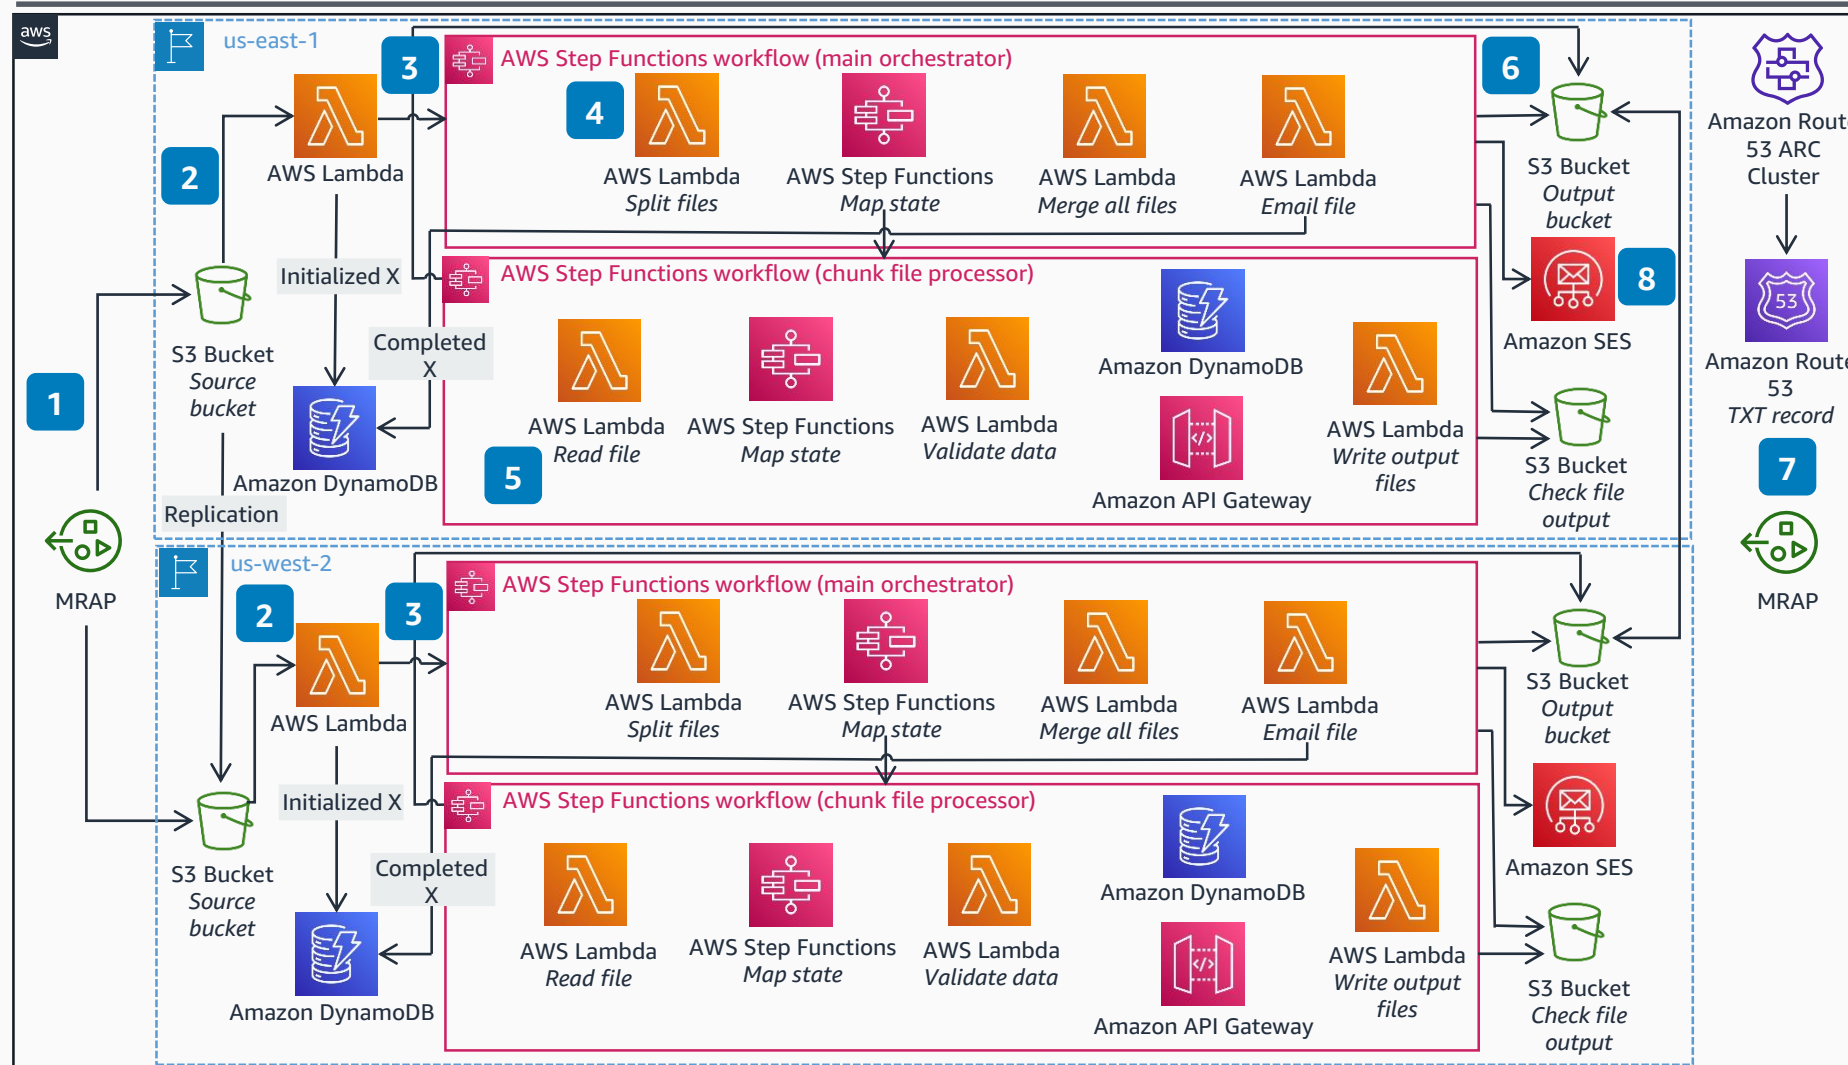 aws
us-east-1
1
2
3
4
5
6
7
8
AWS Step Functions workflow (main orchestrator)
AWS Lambda
AWS Lambda
Split files
AWS Step Functions
Map state
AWS Lambda
Merge all files
AWS Lambda
Email file
S3 Bucket
Output
bucket
Initialized X
AWS Step Functions workflow (chunk file processor)
Completed
X
S3 Bucket
Source
bucket
Amazon DynamoDB
AWS Lambda
Read file
AWS Step Functions
Map state
AWS Lambda
Validate data
Amazon DynamoDB
Amazon API Gateway
AWS Lambda
Write output
files
Amazon SES
S3 Bucket
Check file
output
Replication
MRAP
Amazon Route
53 ARC
Cluster
53
Amazon Route
53
TXT record
MRAP
us-west-2
2
3
AWS Step Functions workflow (main orchestrator)
AWS Lambda
AWS Lambda
Split files
AWS Step Functions
Map state
AWS Lambda
Merge all files
AWS Lambda
Email file
S3 Bucket
Output
bucket
Initialized X
AWS Step Functions workflow (chunk file processor)
Completed
X
S3 Bucket
Source
bucket
Amazon DynamoDB
AWS Lambda
Read file
AWS Step Functions
Map state
AWS Lambda
Validate data
Amazon DynamoDB
Amazon API Gateway
AWS Lambda
Write output
files
Amazon SES
S3 Bucket
Check file
output